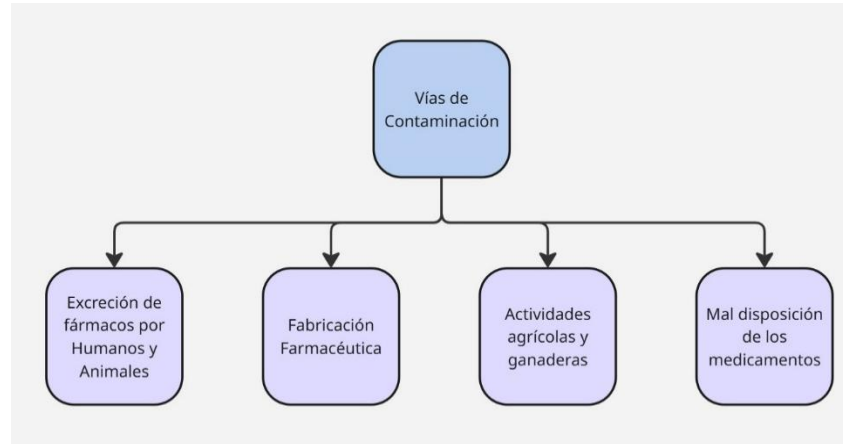 Vías de
Contaminación
Excreción de
fármacos por
Humanos y
Animales
Fabricación
Farmacéutica
Actividades
agrícolas y
ganaderas
Mal disposición
de los
medicamentos